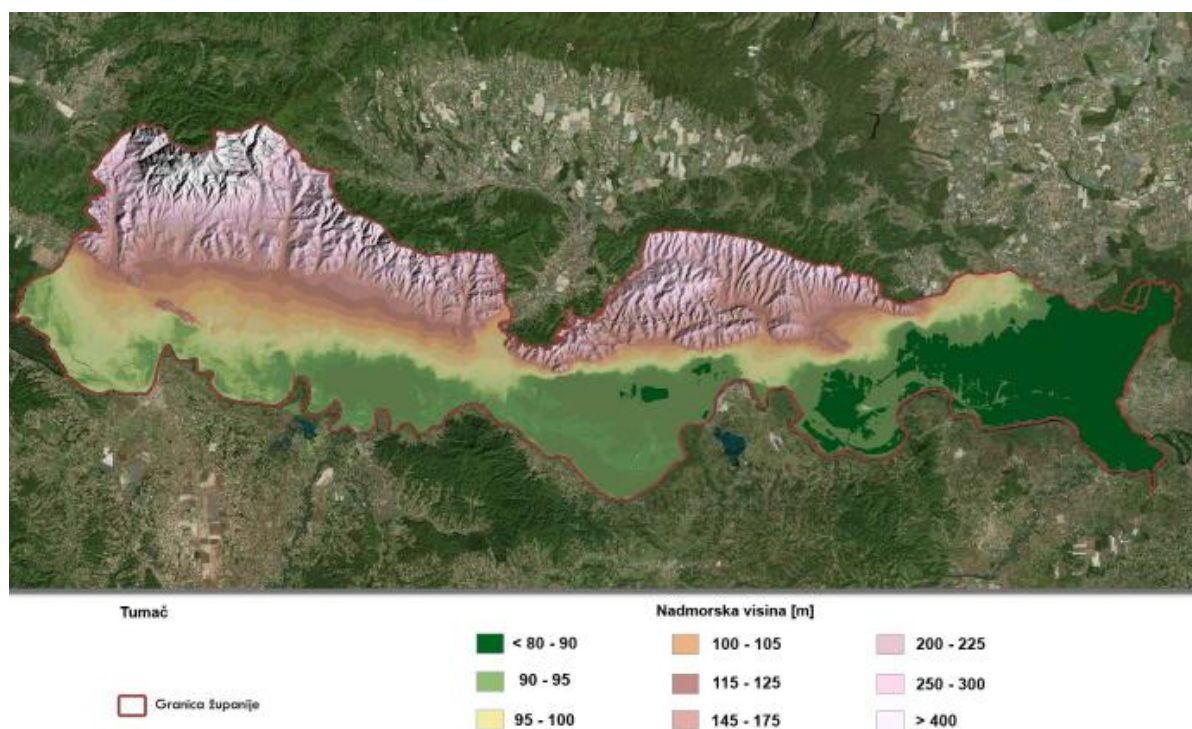 Tumač
Nadmorska visina [m]
< 80 - 90
100 - 105
200 - 225
90 - 95
115 - 125
250 - 300
Granica županije
95 - 100
145 - 175
> 400